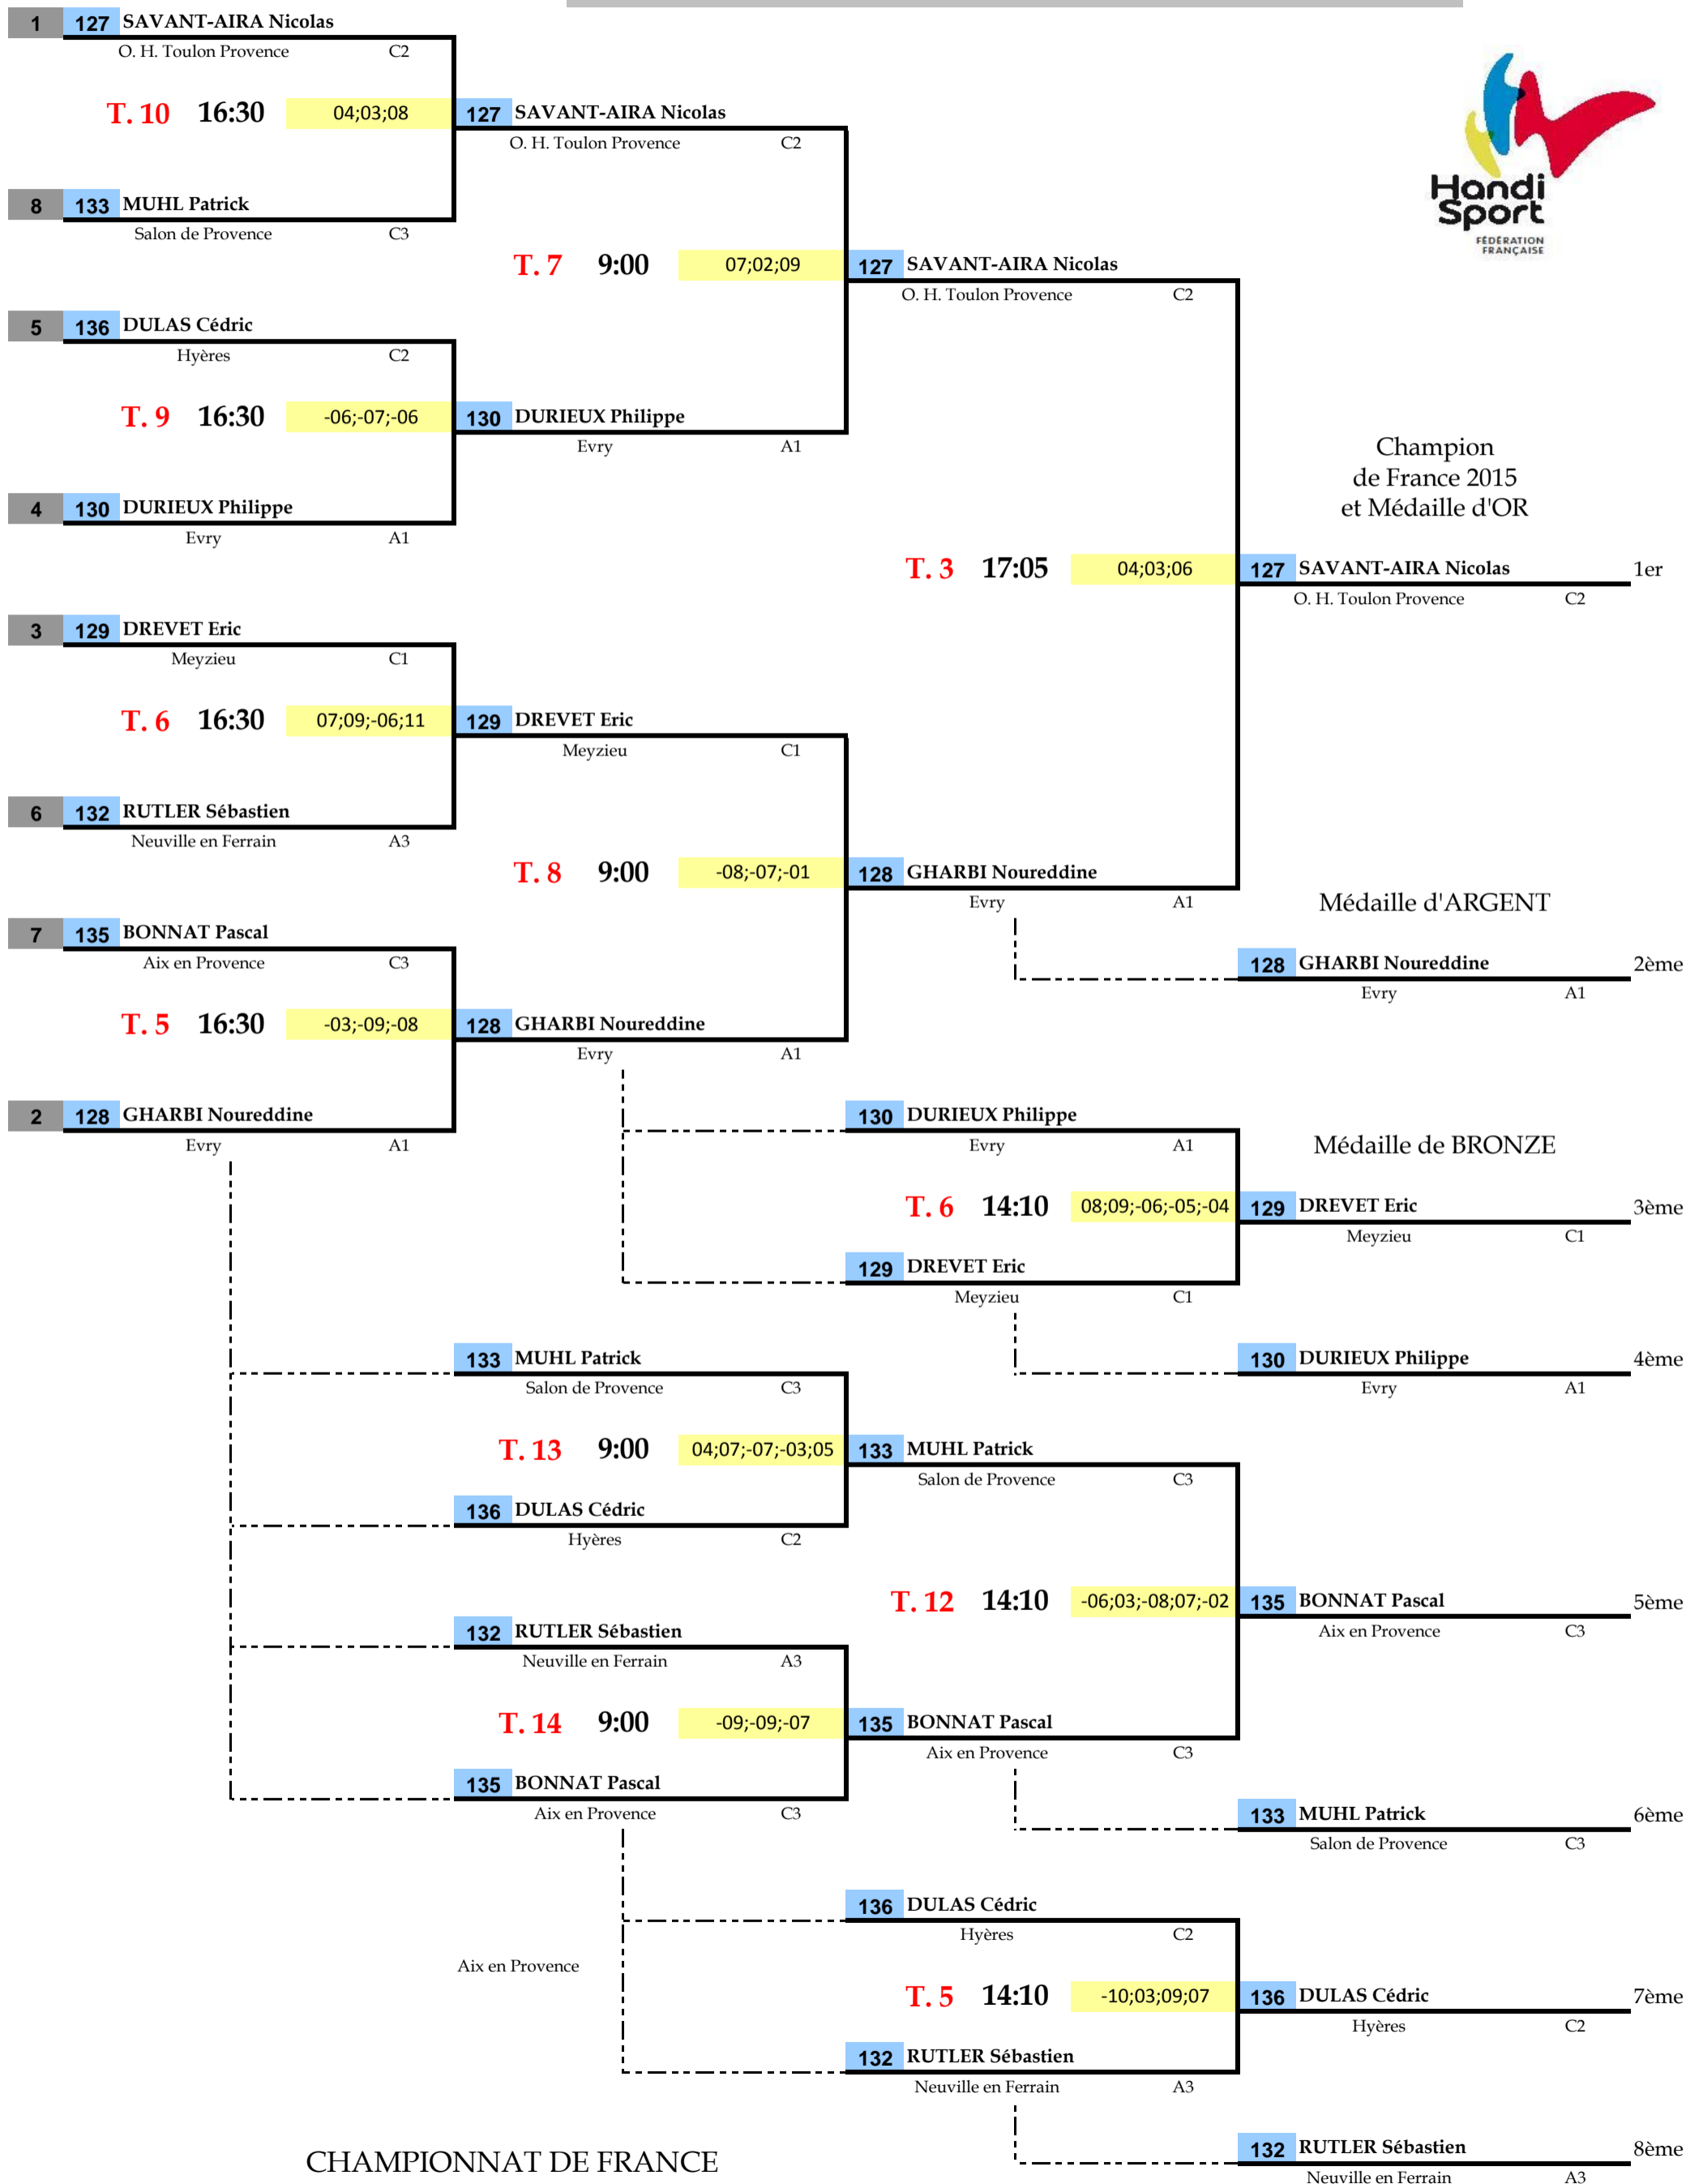 1 127 SAVANT-AIRA Nicolas
O. H. Toulon Provence C2
T. 10 16:30 04;03;08 127 SAVANT-AIRA Nicolas
O. H. Toulon Provence C2
Handi
Sport
FÉDÉRATION
FRANÇAISE
8 133 MUHL Patrick
Salon de Provence C3
T. 7 9:00 07;02;09 127 SAVANT-AIRA Nicolas
O. H. Toulon Provence C2
5 136 DULAS Cédric
Hyères C2
T. 9 16:30 -06;-07;-06 130 DURIEUX Philippe
Evry A1
Champion
de France 2015
et Médaille d'OR
4 130 DURIEUX Philippe
Evry A1
T. 3 17:05 04;03;06 127 SAVANT-AIRA Nicolas 1er
O. H. Toulon Provence C2
3 129 DREVET Eric
Meyzieu C1
T. 6 16:30 07;09;-06;11 129 DREVET Eric
Meyzieu C1
6 132 RUTLER Sébastien
Neuville en Ferrain A3
T. 8 9:00 -08;-07;-01 128 GHARBI Noureddine
Evry A1
Médaille d'ARGENT
7 135 BONNAT Pascal
Aix en Provence C3
128 GHARBI Noureddine 2ème
Evry A1
T. 5 16:30 -03;-09;-08 128 GHARBI Noureddine
Evry A1
2 128 GHARBI Noureddine
Evry A1
130 DURIEUX Philippe
Evry A1
Médaille de BRONZE
T. 6 14:10 08;09;-06;-05;-04 129 DREVET Eric 3ème
Meyzieu C1
129 DREVET Eric
Meyzieu C1
133 MUHL Patrick
Salon de Provence C3
130 DURIEUX Philippe 4ème
Evry A1
T. 13 9:00 04;07;-07;-03;05 133 MUHL Patrick
Salon de Provence C3
136 DULAS Cédric
Hyères C2
T. 12 14:10 -06;03;-08;07;-02 135 BONNAT Pascal 5ème
Aix en Provence C3
132 RUTLER Sébastien
Neuville en Ferrain A3
T. 14 9:00 -09;-09;-07 135 BONNAT Pascal
Aix en Provence C3
135 BONNAT Pascal
Aix en Provence C3
133 MUHL Patrick 6ème
Salon de Provence C3
136 DULAS Cédric
Hyères C2
Aix en Provence
T. 5 14:10 -10;03;09;07 136 DULAS Cédric 7ème
Hyères C2
132 RUTLER Sébastien
Neuville en Ferrain A3
CHAMPIONNAT DE FRANCE
132 RUTLER Sébastien 8ème
Neuville en Ferrain A3